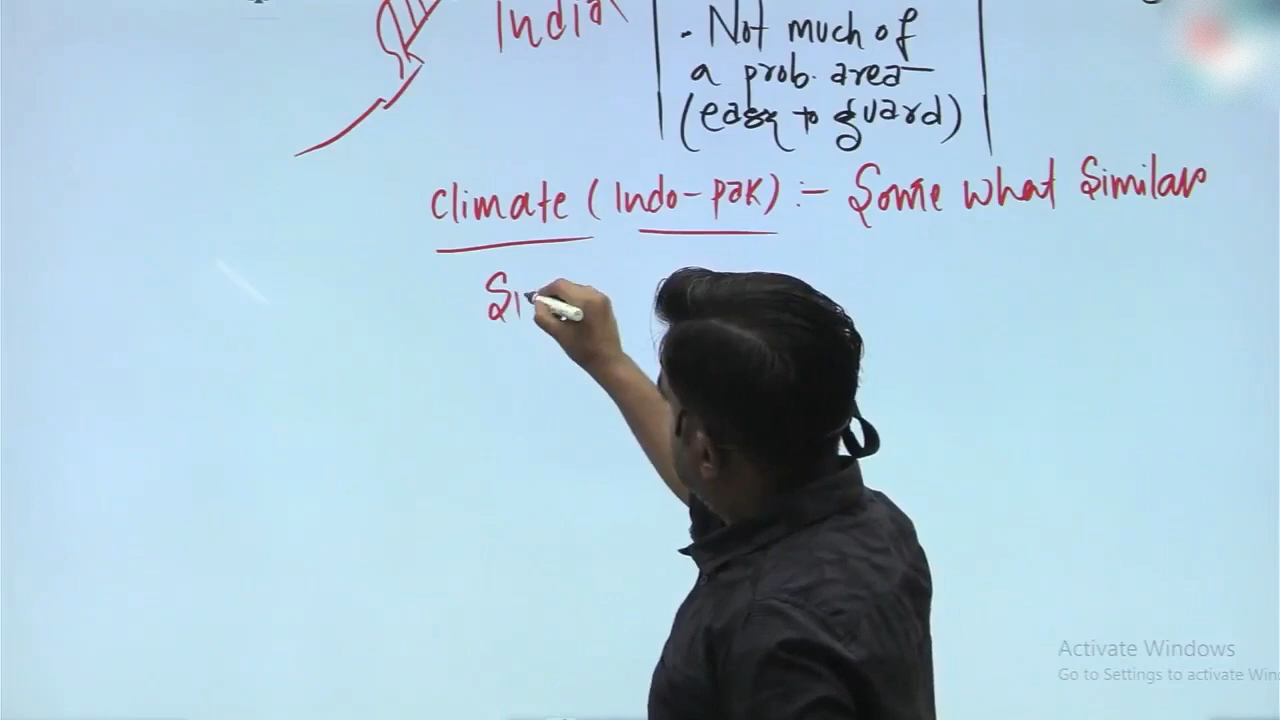 India
. Not much of
a prob. area
(easy to guard)
Climate (Indo-Pak) :- Some what Similar
Si
Activate Windows
Go to Settings to activate Win